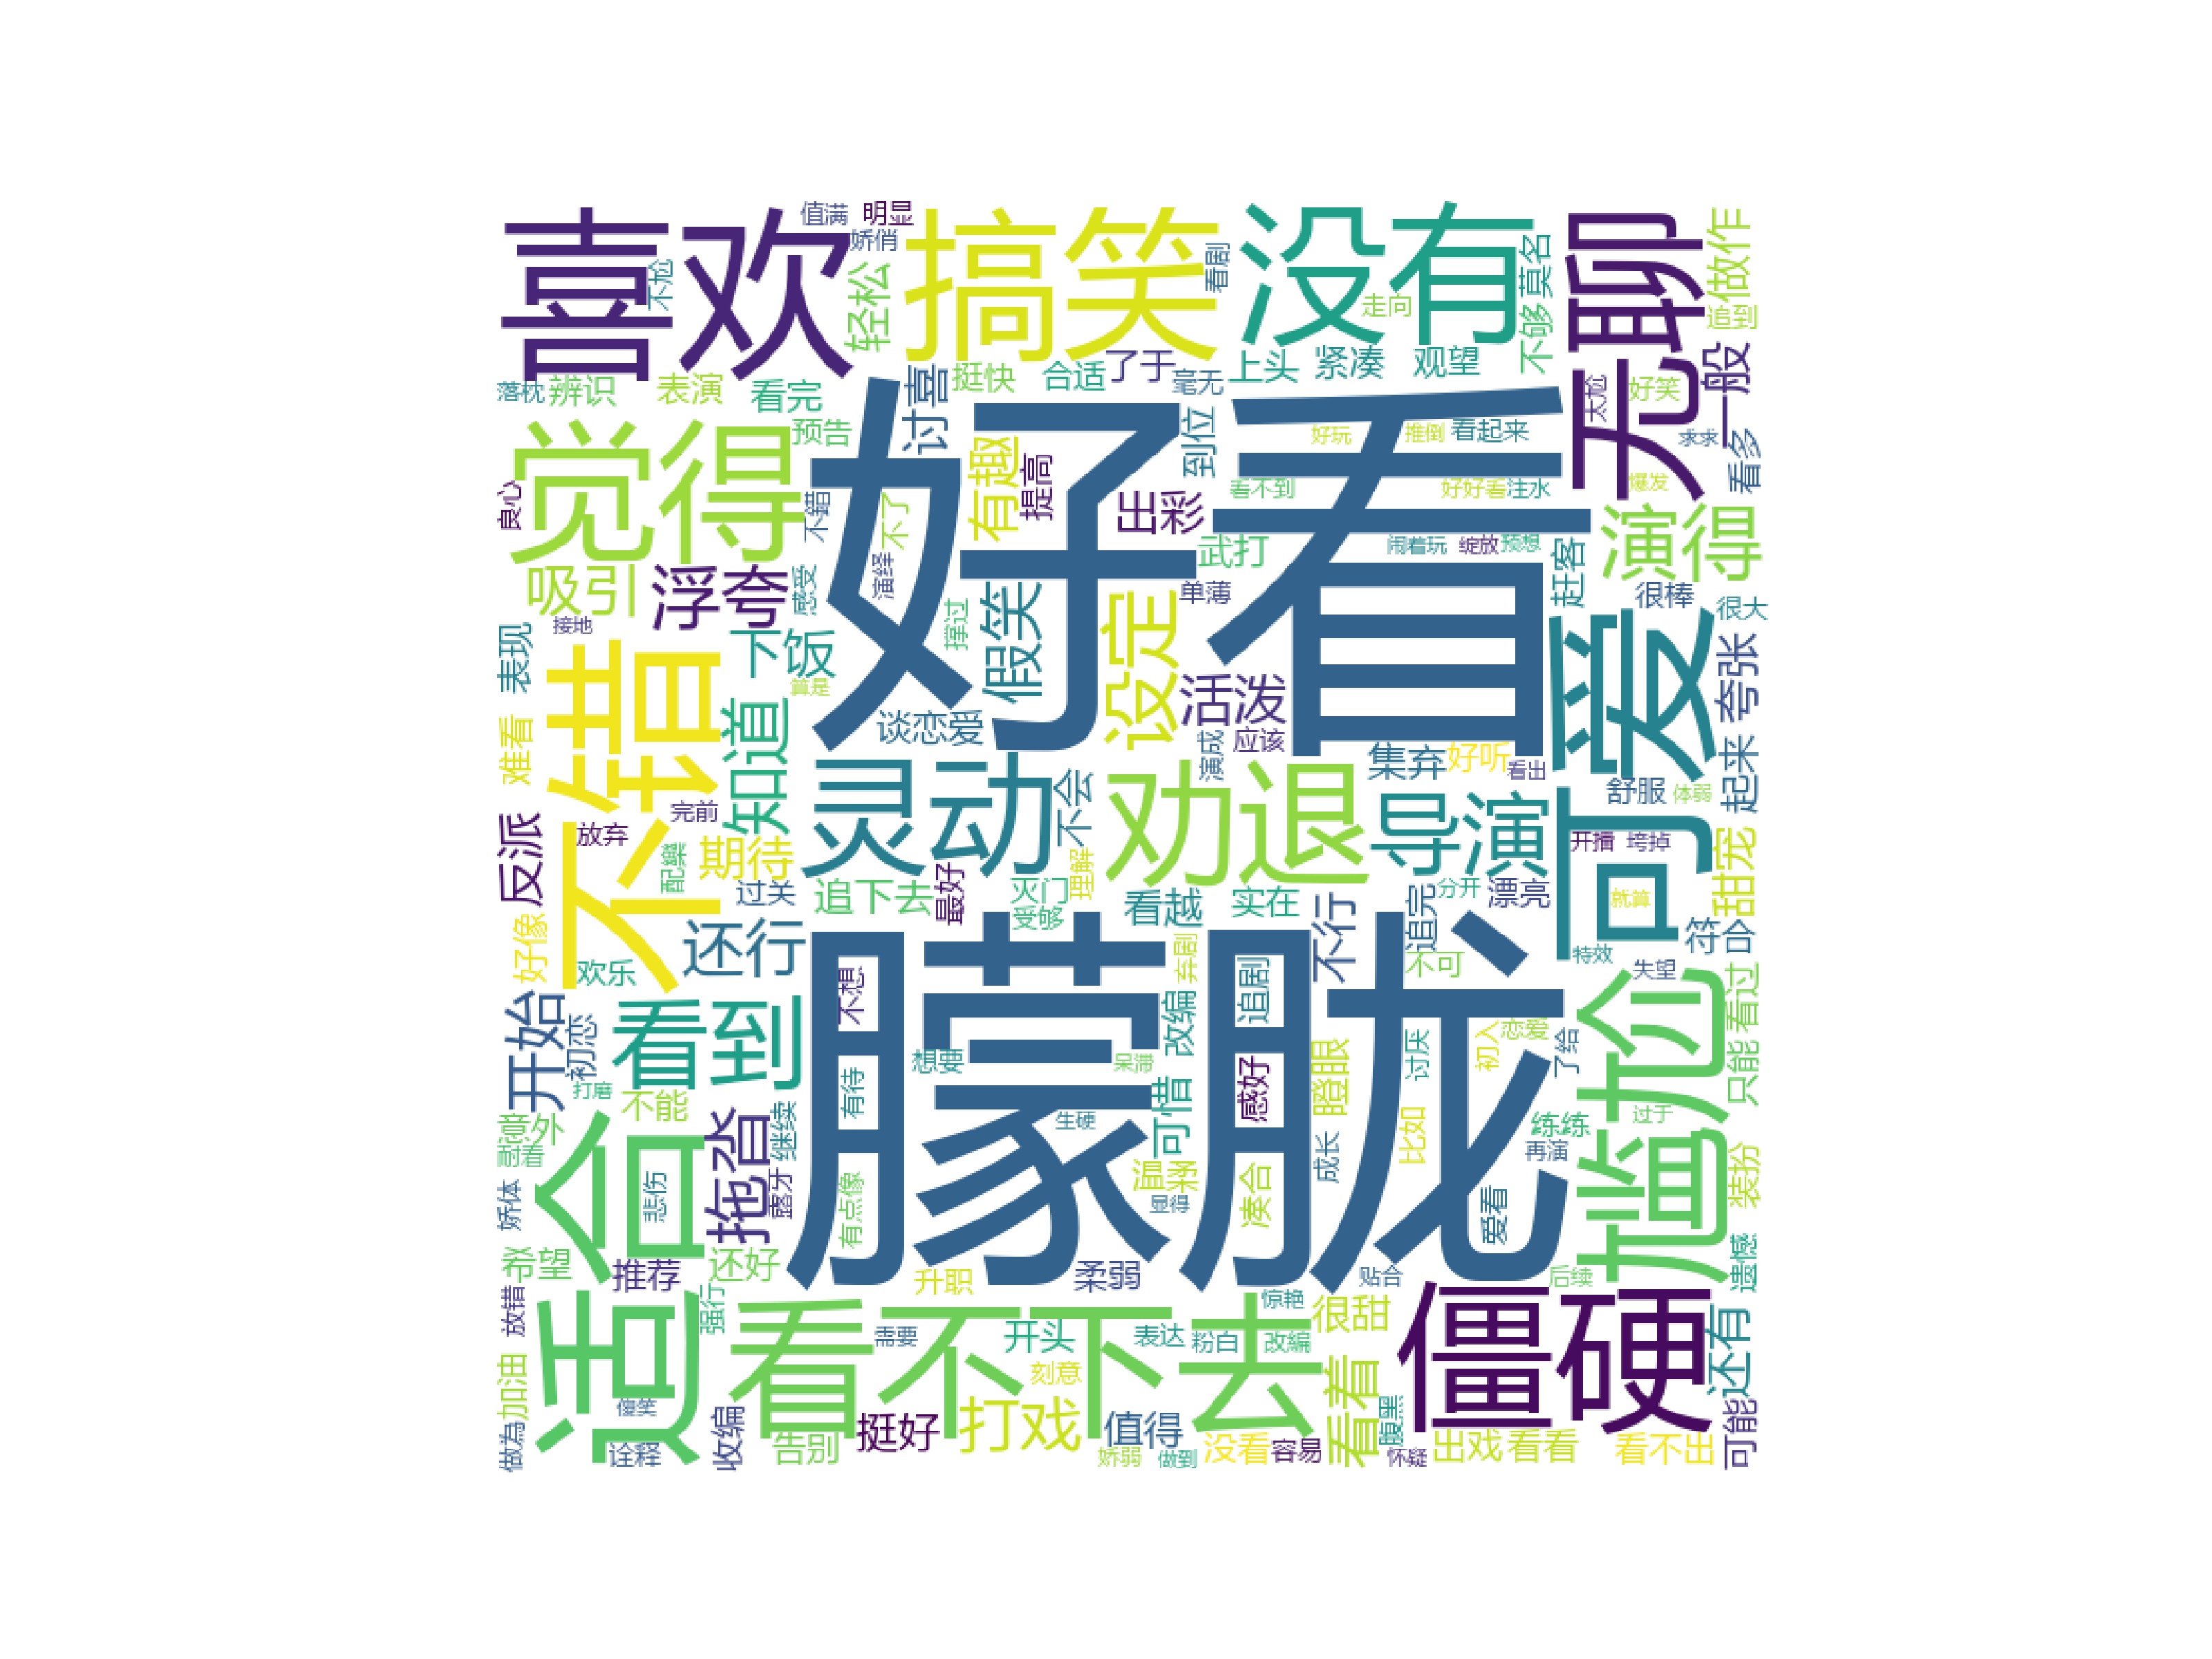 喜欢
值满
明显
娇俏
不尬
轻松
搞笑
看剧
没有
走向
不够
莫名
无聊
做作
追到
一般
落枕
辨识
表演
看完
预告
讨喜
挺快
合适
了于
毫无
上头
紧凑
观望
太尬
好笑
求求
看多
觉得
良心
不錯
不了
有趣
提高
到位
出彩
好看
好玩
推倒
看起来
看不到
好好看
注水
爆发
演得
吸引
浮夸
感受
演绎
假笑
武打
单薄
闹着玩
绽放
预想
赶客
很棒
很大
接地
表现
不错
下饭
撑过
算是
设定
活泼
可爱
夸张
难看
知道
谈恋爱
演成
应该
集弃
好听
看出
舒服
体弱
起来
反派
放弃
完前
配樂
期待
灵动
不会
劝退
导演
开播
垮掉
甜宠
过关
追下去
最好
灭门
受够
理解
看越
实在
追完
分开
漂亮
就算
符合
好像
欢乐
还行
不想
朦胧
弃剧
追剧
不行
不可
特效
失望
尴尬
看过
只能
开始
初恋
打磨
看到
不能
意外
耐看
适合
悲伤
拖沓
继续
露牙
有待
有点像
想要
呆滞
生硬
改编
可惜
感好
瞪眼
讨厌
初入
恋爱
了给
温柔
显得
凑合
成长
比如
练练
再演
爱看
过于
装扮
遗憾
娇体
希望
推荐
还好
升职
柔弱
贴合
后续
僵硬
还有
放错
强行
看不下去
需要
开头
表达
粉白
惊艳
改編
很甜
加油
傻笑
做為
诠释
收编
告别
挺好
打戏
刻意
值得
娇弱
做到
没看
容易
看着
腹黑
怀疑
出戏
看看
看不出
可能